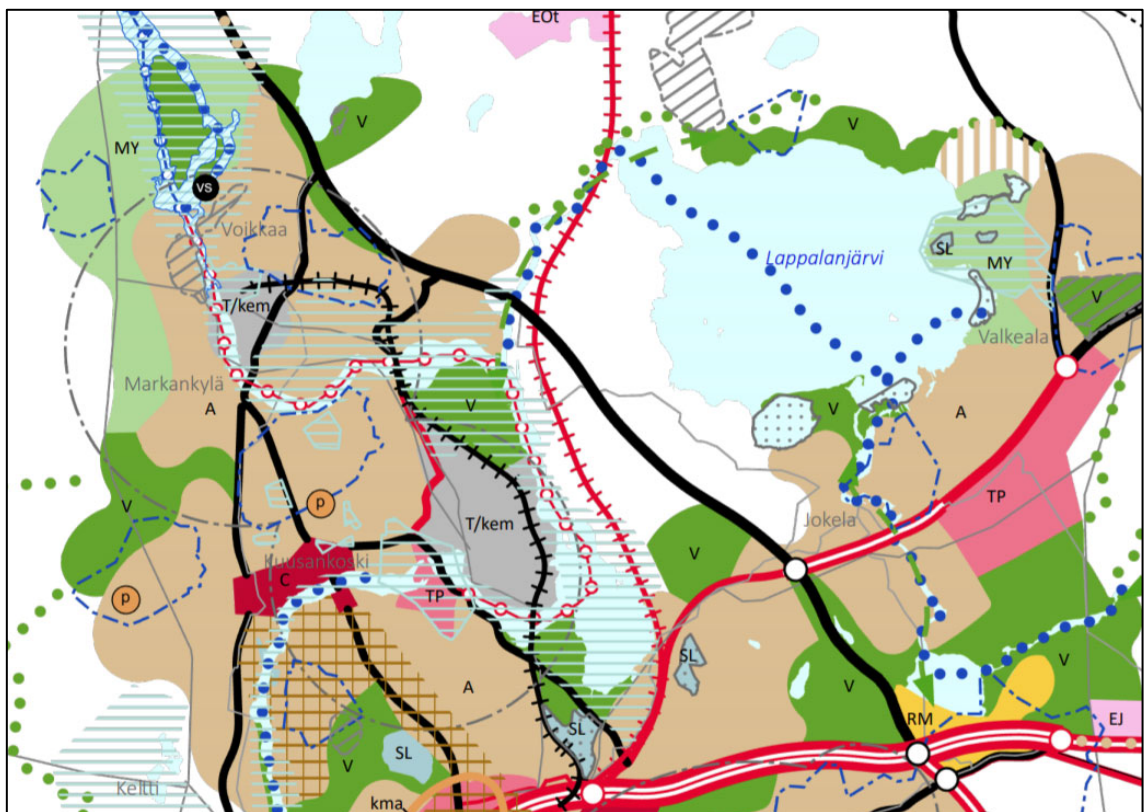 EOt
V
V
MY
VS
Voikkaa
Lappalanjärvi
SL
MY
V
T/kem
Valkeala
Markankylä
A
V
V
A
TP
V
p
T/kem
Jokela
V
Kuusankoski
C
TP
p
SL
V
A
V
RM
EJ
SL
SL
V
Keltti
kma